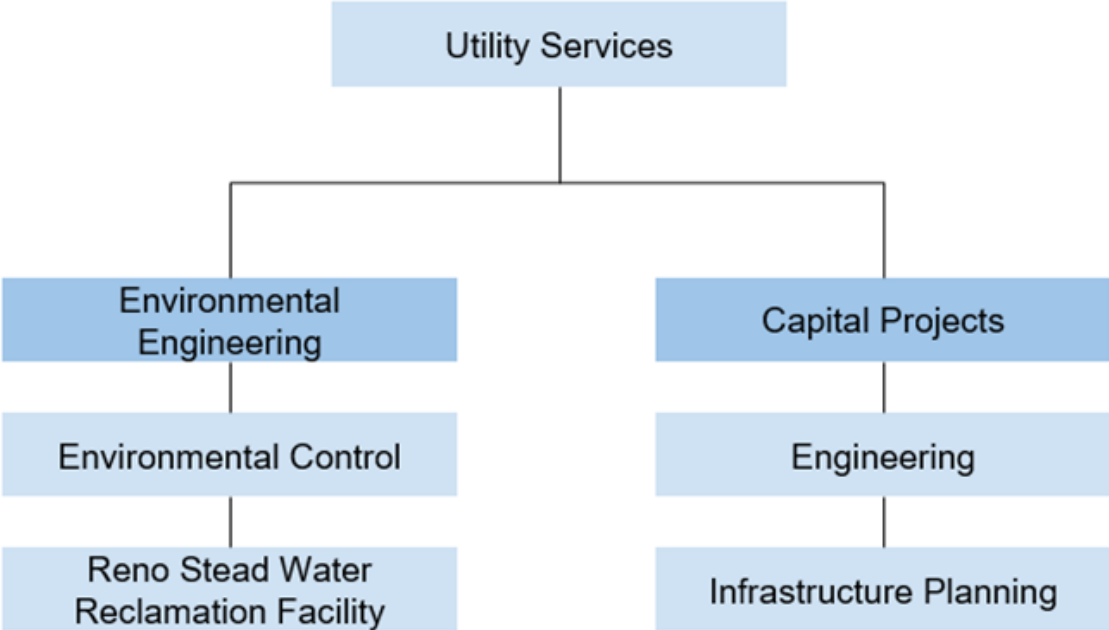 Utility Services
Environmental
Engineering
Capital Projects
Environmental Control
Engineering
Reno Stead Water
Reclamation Facility
Infrastructure Planning